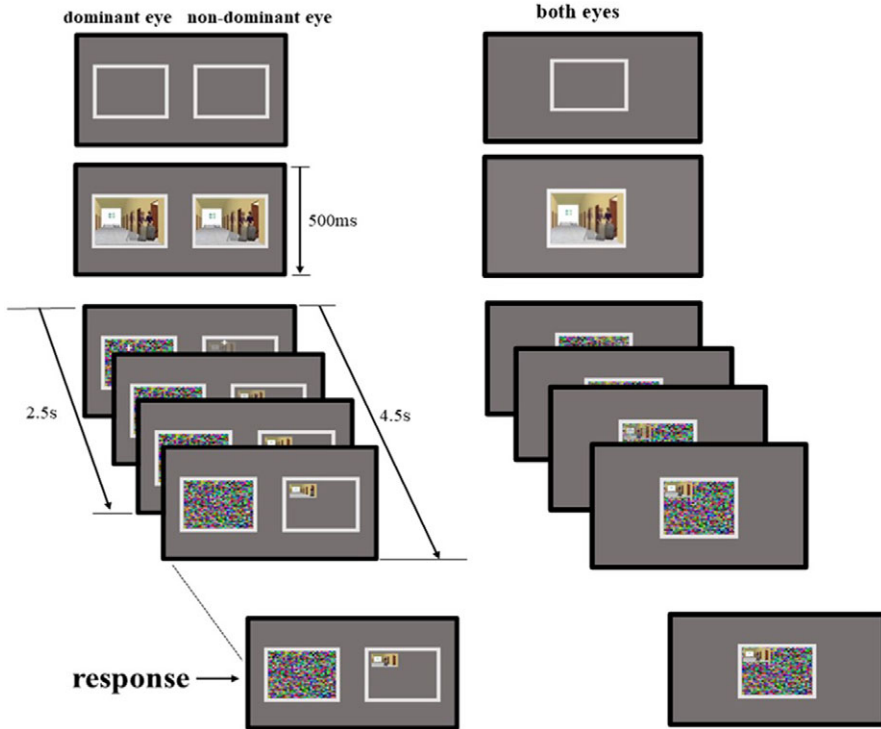 dominant eye non-dominant eye
both eyes
500ms
2.5s
4.5s
response